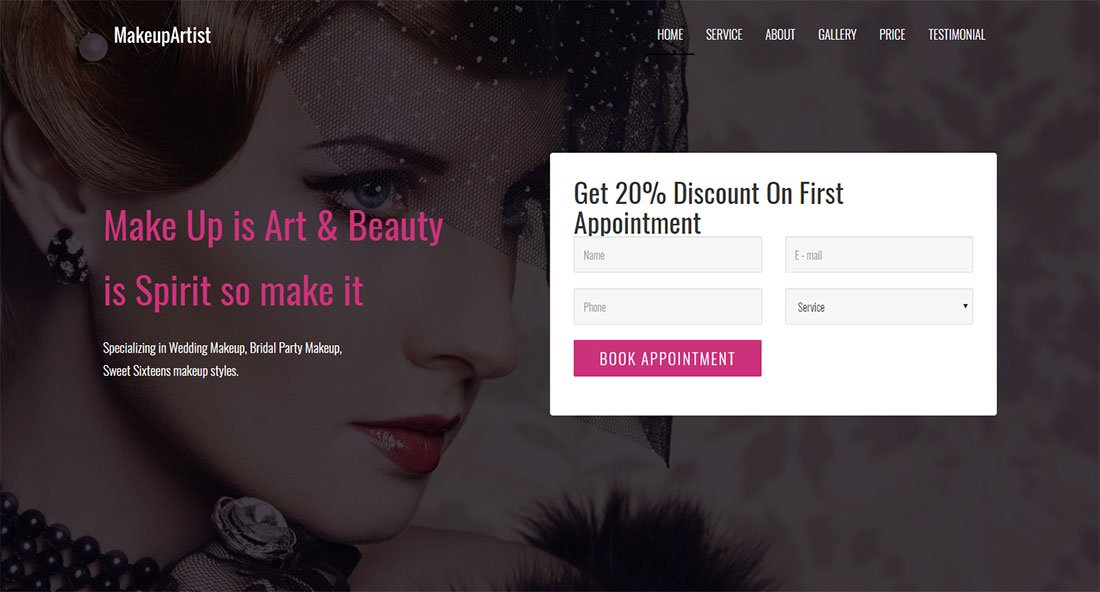 MakeupArtist
HOME SERVICE ABOUT GALLERY PRICE TESTIMONIAL
Make Up is Art & Beauty
is Spirit so make it
Specializing in Wedding Makeup, Bridal Party Makeup,
Sweet Sixteens makeup styles.
Get 20% Discount On First
Appointment
Name
E - mail
Phone
Service
BOOK APPOINTMENT